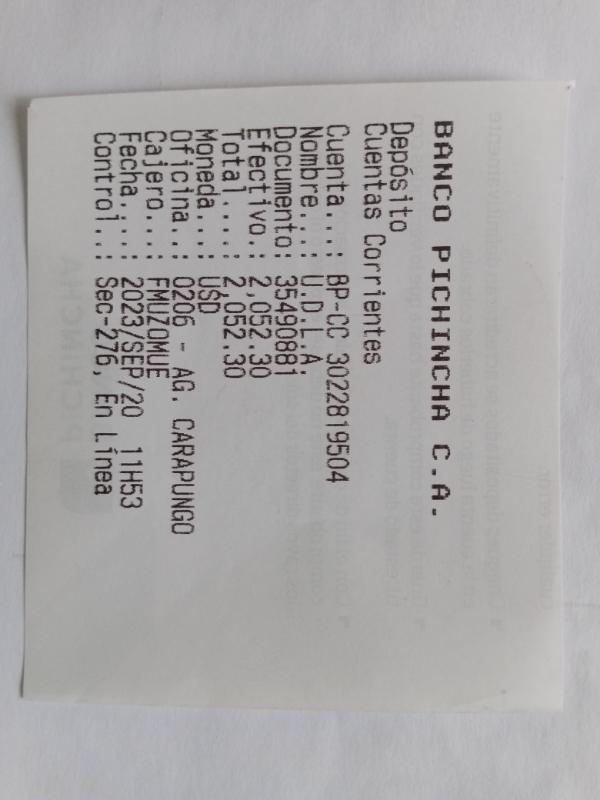 BANCO PICHINCHA C.A.
Depósito
Cuentas Corrientes
Cuenta...: BP-CC 3022819504
Nombre...: U.D.L.A.
Documento: 35490881
Efectivo.: 2,052.30
Total....: 2,052.30
Moneda...: USD
Oficina..: 0206 - AG. CARAPUNGO
Cajero...: FMUZOMUE
Fecha....: 2023/SEP/20 11H53
Control..: Sec-276, En Línea